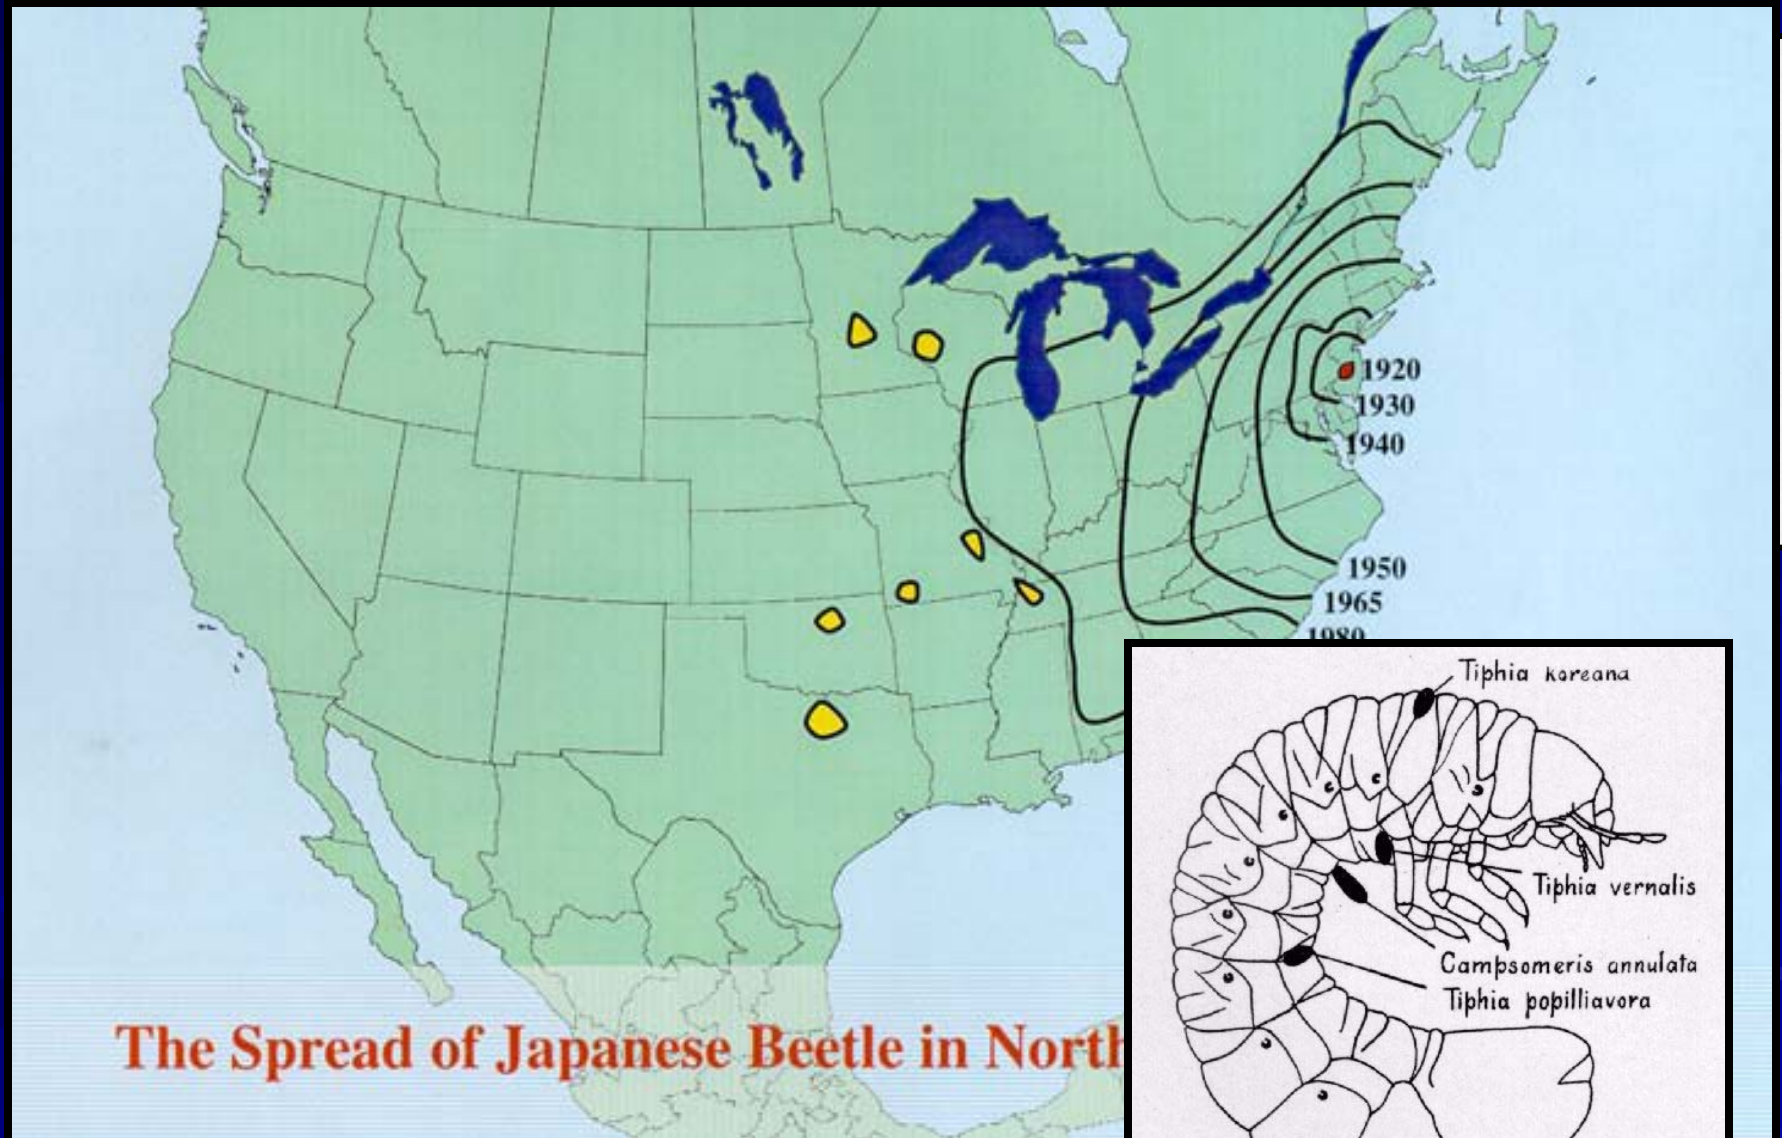 1920
1930
1940
1950
1965
1980
The Spread of Japanese Beetle in North
Tiphia koreana
Tiphia vernalis
Campsomeris annulata
Tiphia popilliavora